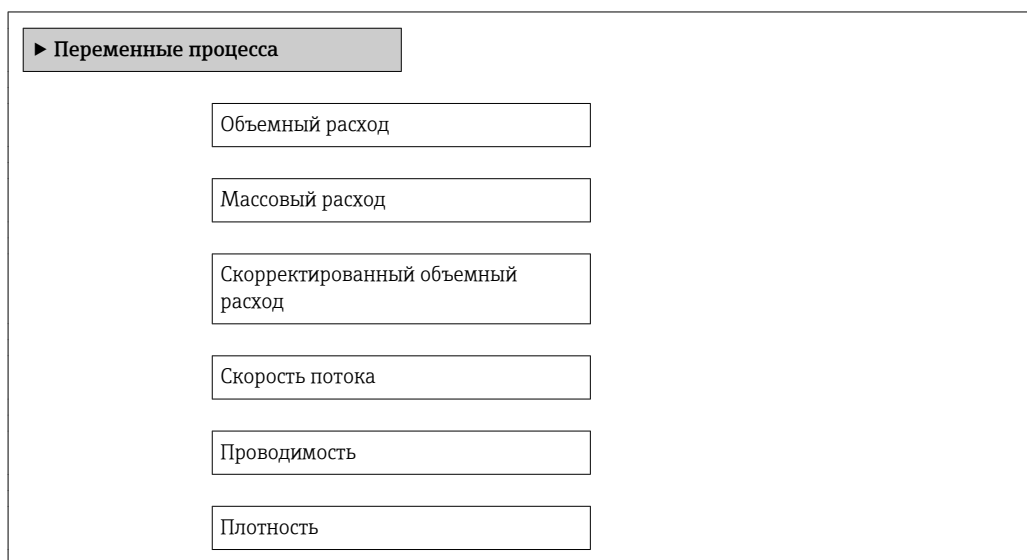 ▶ Переменные процесса
Объемный расход
Массовый расход
Скорректированный объемный
расход
Скорость потока
Проводимость
Плотность